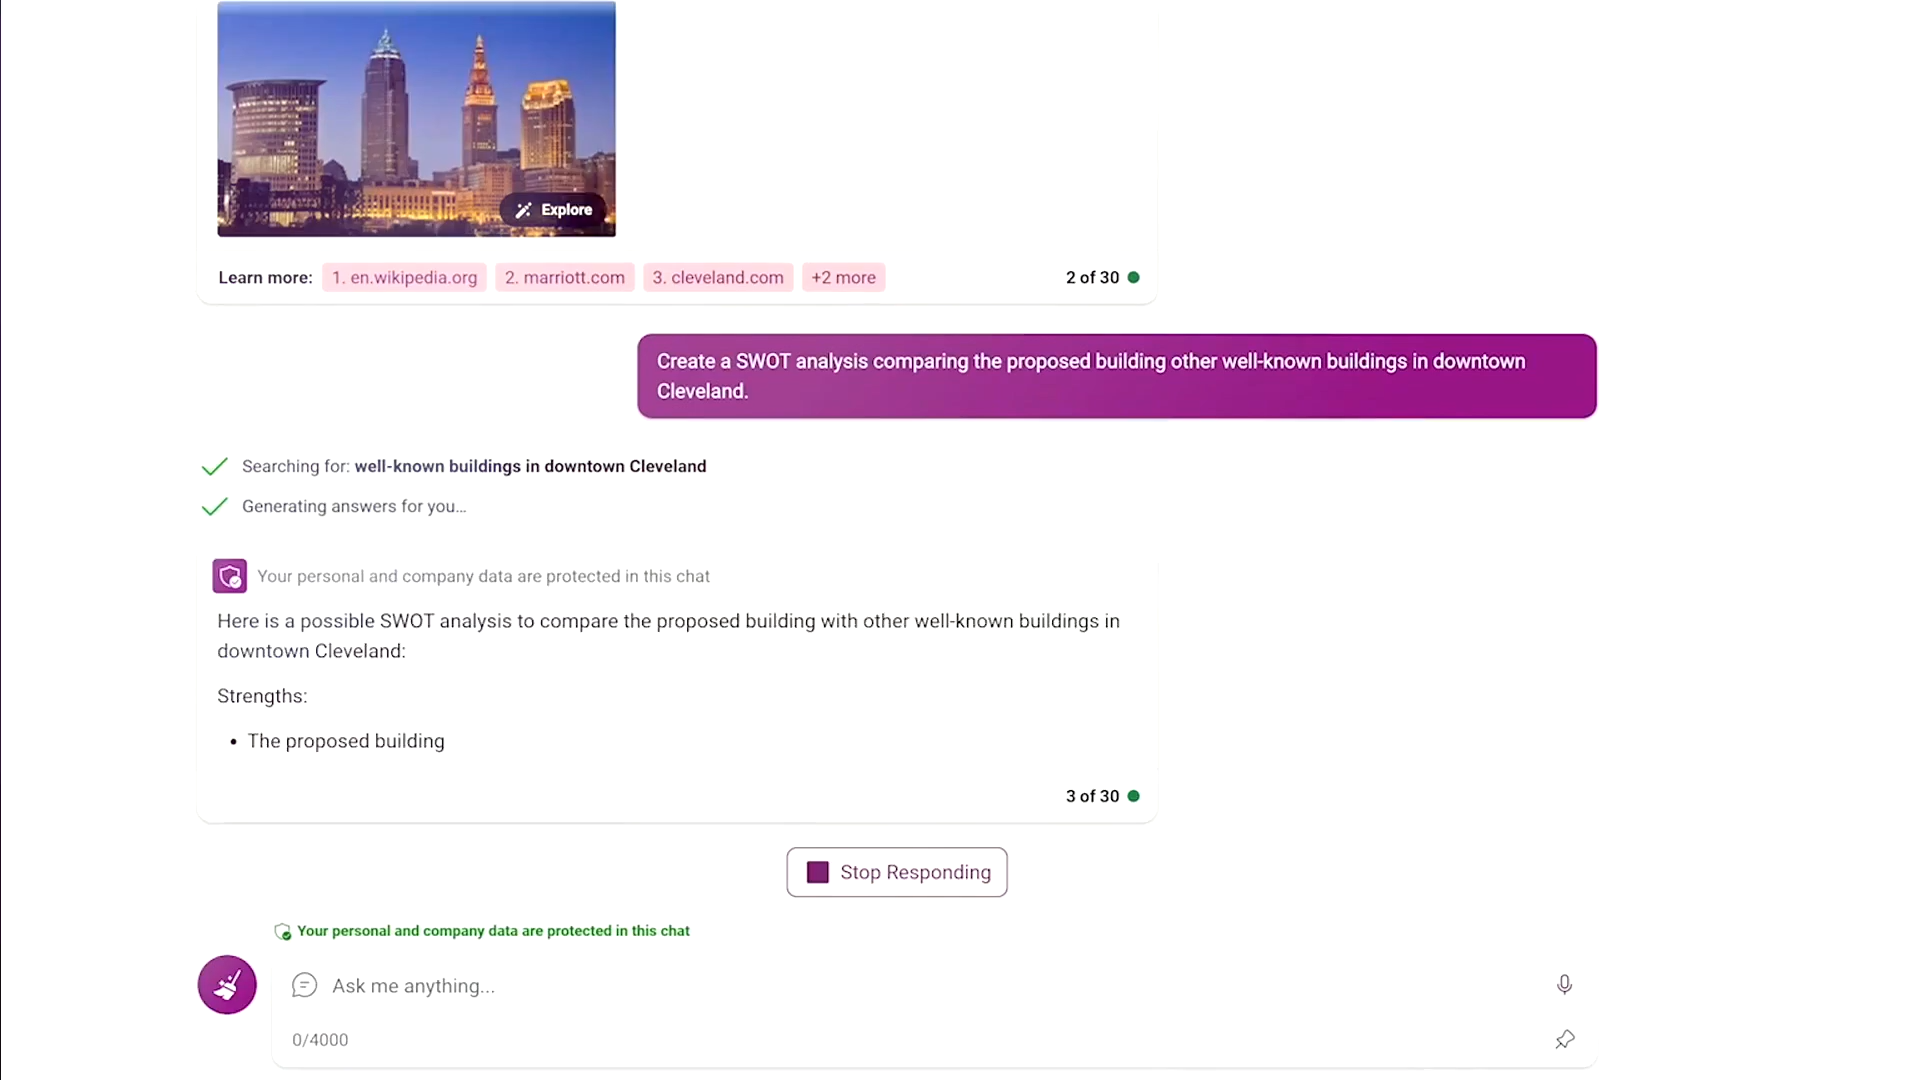 Explore
Learn more: 1. en.wikipedia.org 2. marriott.com 3. cleveland.com +2 more 2 of 30
Create a SWOT analysis comparing the proposed building other well-known buildings in downtown
Cleveland.
Searching for: well-known buildings in downtown Cleveland
Generating answers for you...
Your personal and company data are protected in this chat
Here is a possible SWOT analysis to compare the proposed building with other well-known buildings in
downtown Cleveland:
Strengths:
• The proposed building
3 of 30
Stop Responding
Your personal and company data are protected in this chat
Ask me anything...
0/4000